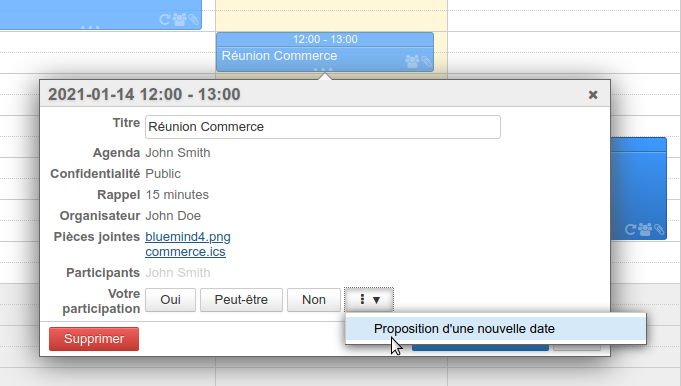 12:00 - 13:00
Réunion Commerce
2021-01-14 12:00 - 13:00
Titre Réunion Commerce
Agenda John Smith
Confidentialité Public
Rappel 15 minutes
Organisateur John Doe
Pièces jointes bluemind4.png
commerce.ics
Participants John Smith
Votre participation Oui Peut-être Non
Proposition d'une nouvelle date
Supprimer